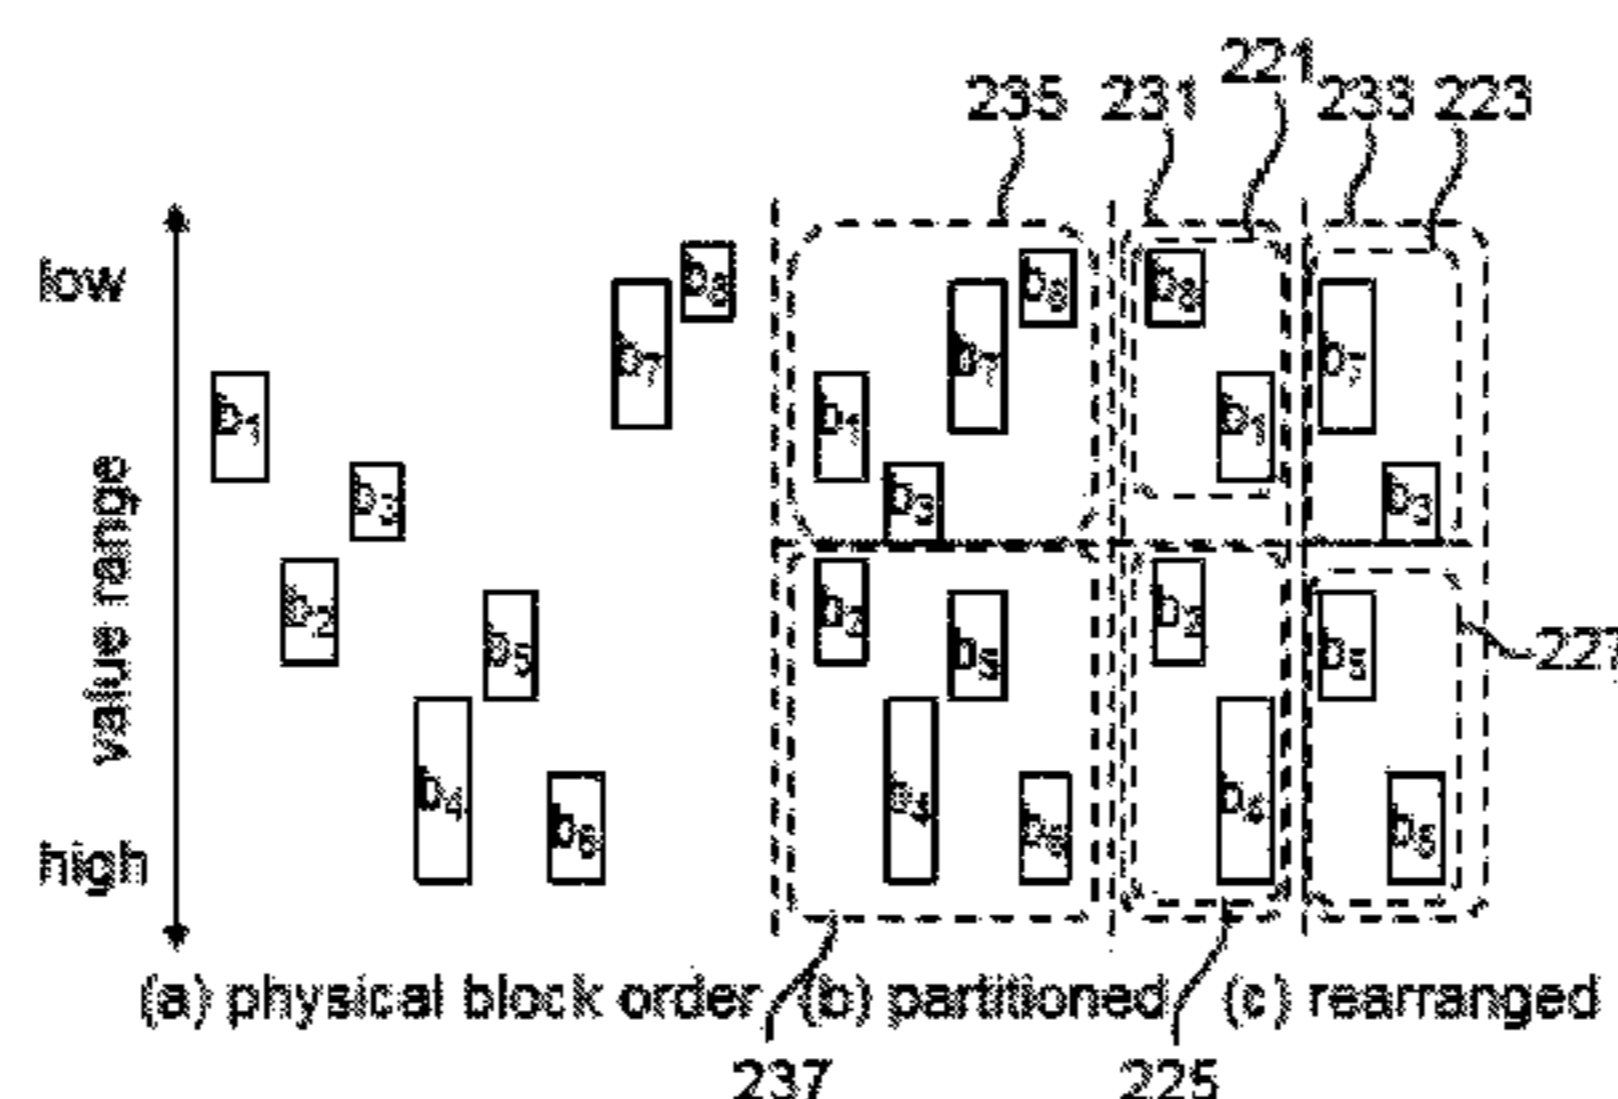 221
235 231 233 223
low
b8 b8 b8
b7 b7 b7
b1 b1 b1
b3 b3 b3
value range
b2 b2 b2
b5 b5 b5
227
b4 b4 b4
b6 b6 b6
high
(a) physical block order (b) partitioned (c) rearranged
237 225